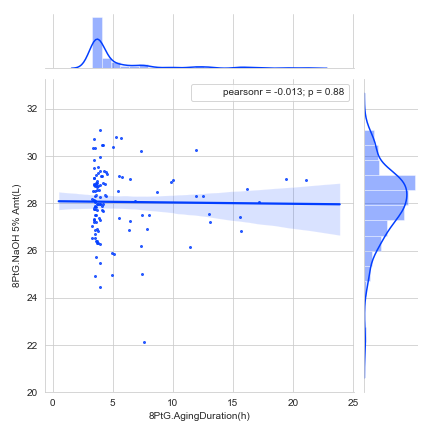 pearsonr = -0.013; p = 0.88
32
30
28
26
24
22
20
8PtG.NaOH 5% Amt(L)
0 5 10 15 20 25
8PtG.AgingDuration(h)